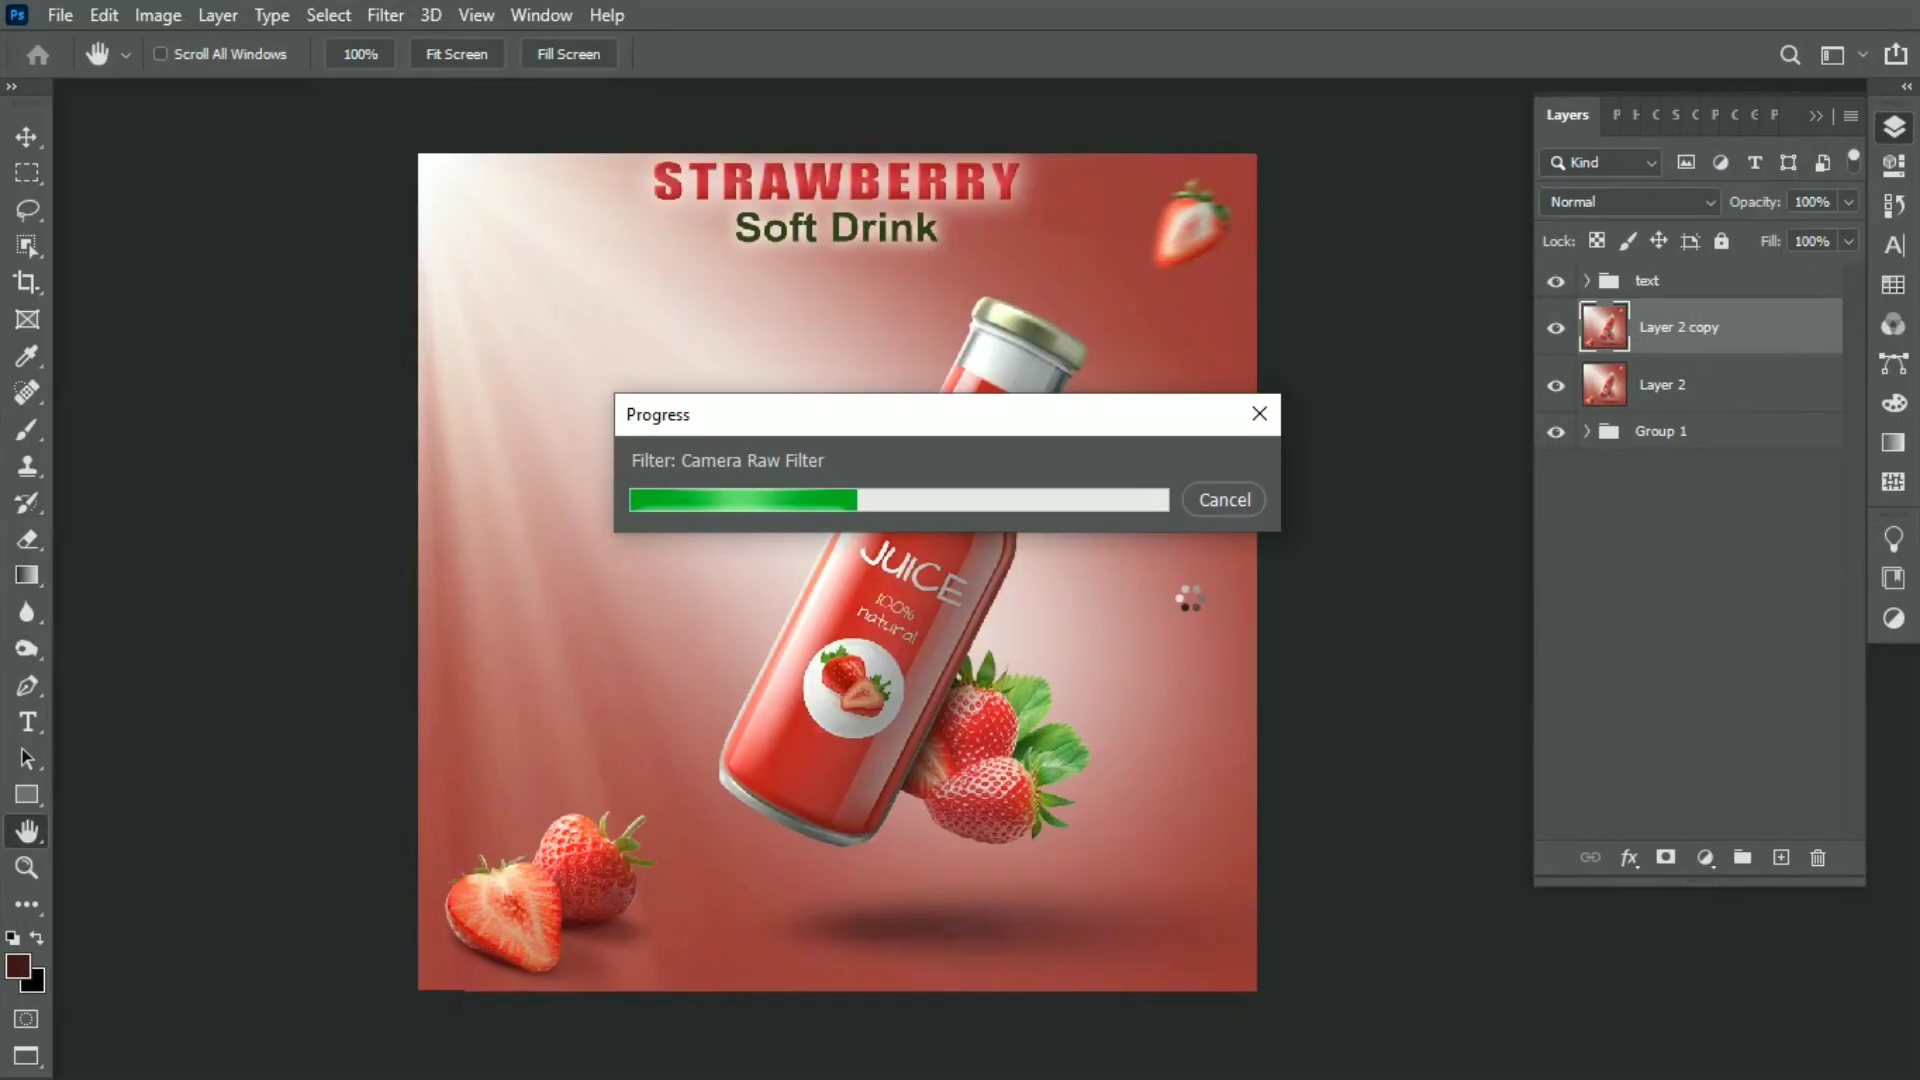 Ps File Edit Image Layer Type Select Filter 3D View Window Help
Scroll All Windows 100% Fit Screen Fill Screen
Layers P H C S C P C G P
Kind
Normal Opacity: 100%
Lock: Fill: 100%
text
Layer 2 copy
Layer 2
Group 1
STRAWBERRY
Soft Drink
Progress
Filter: Camera Raw Filter
Cancel
JUICE
100%
natural